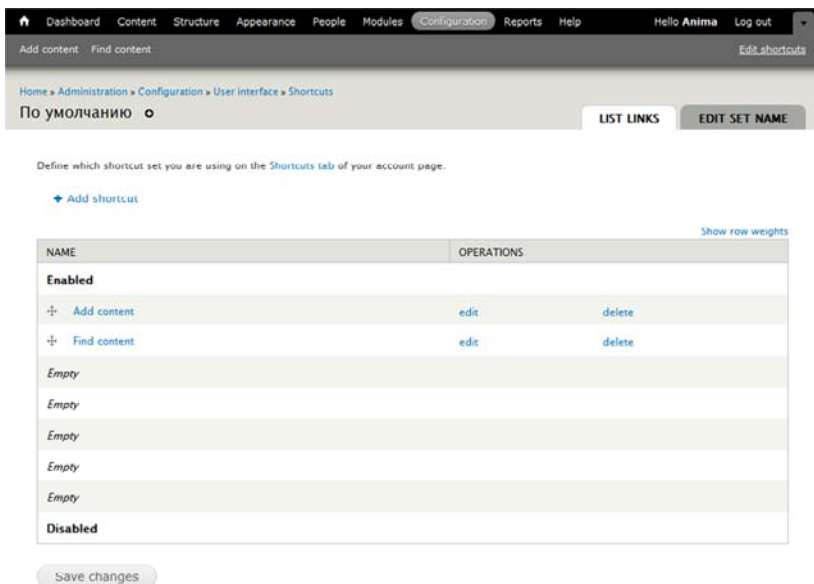 Dashboard Content Structure Appearance People Modules Configuration Reports Help Hello Anima Log out
Add content Find content Edit shortcuts
Home » Administration » Configuration » User interface » Shortcuts
По умолчанию
LIST LINKS EDIT SET NAME
Define which shortcut set you are using on the Shortcuts tab of your account page.
+ Add shortcut
Show row weights
NAME OPERATIONS
Enabled
Add content edit delete
Find content edit delete
Empty
Empty
Empty
Empty
Empty
Disabled
Save changes